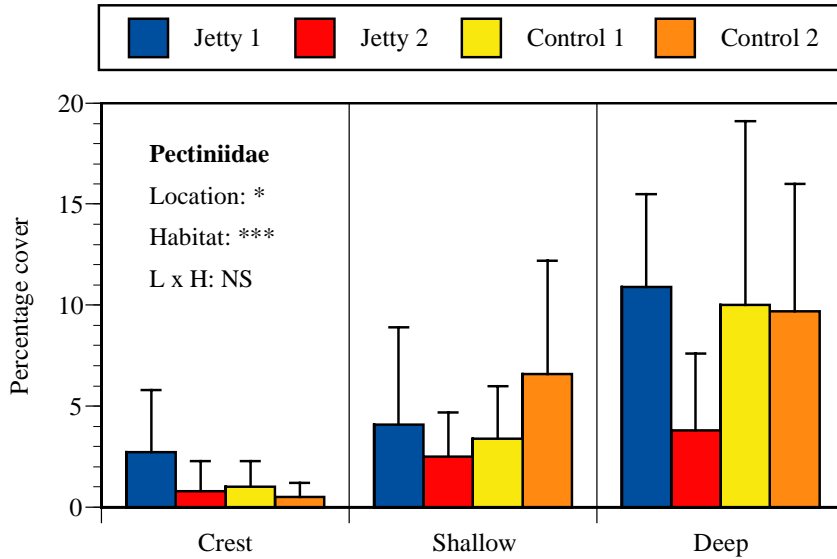 Jetty 1 Jetty 2 Control 1 Control 2
20
15
10
5
0
Percentage cover
Pectiniidae
Location: *
Habitat: ***
L x H: NS
Crest Shallow Deep